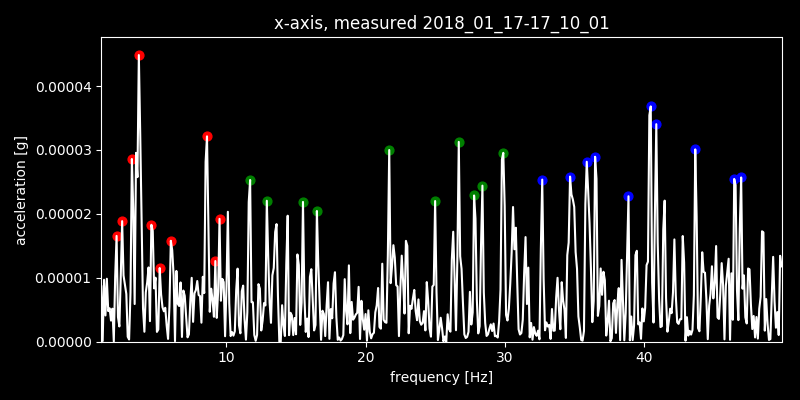 x-axis, measured 2018_01_17-17_10_01
acceleration [g]
0.00004
0.00003
0.00002
0.00001
0.00000
10 20 30 40
frequency [Hz]